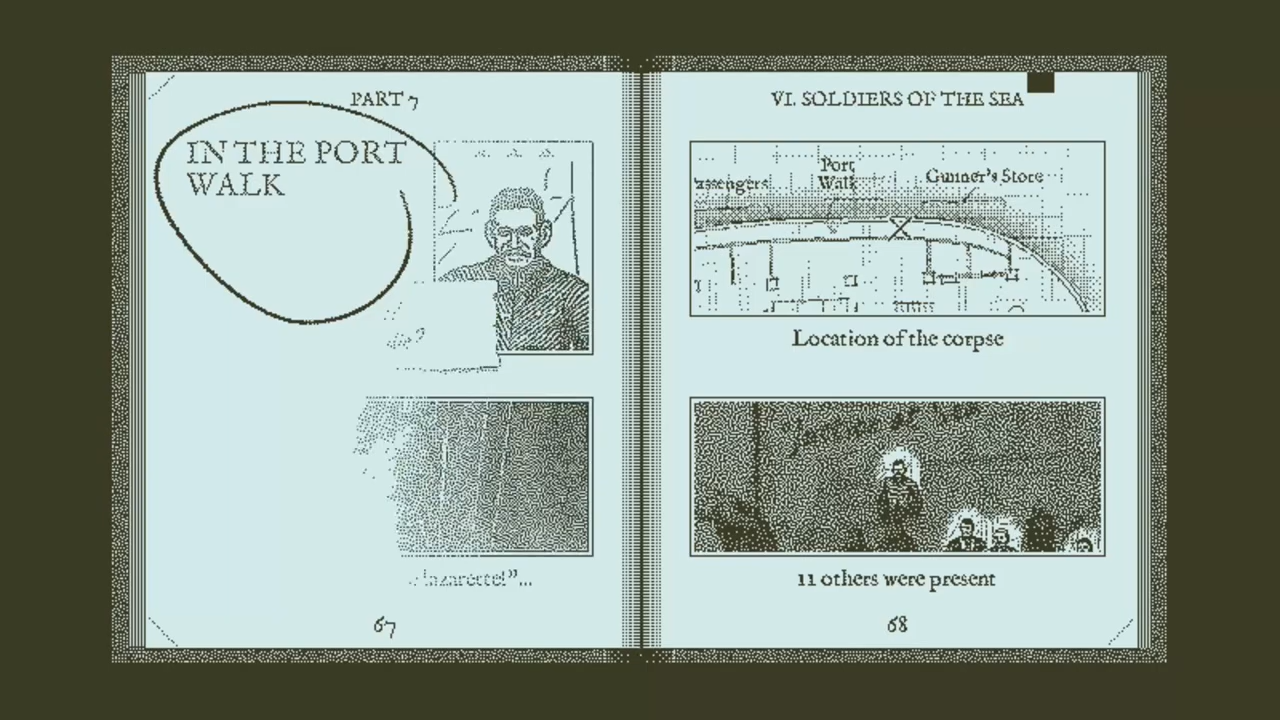 PART 7
IN THE PORT
WALK
67
VI. SOLDIERS OF THE SEA
Port
Walk
Gunner's Store
Location of the corpse
11 others were present
68